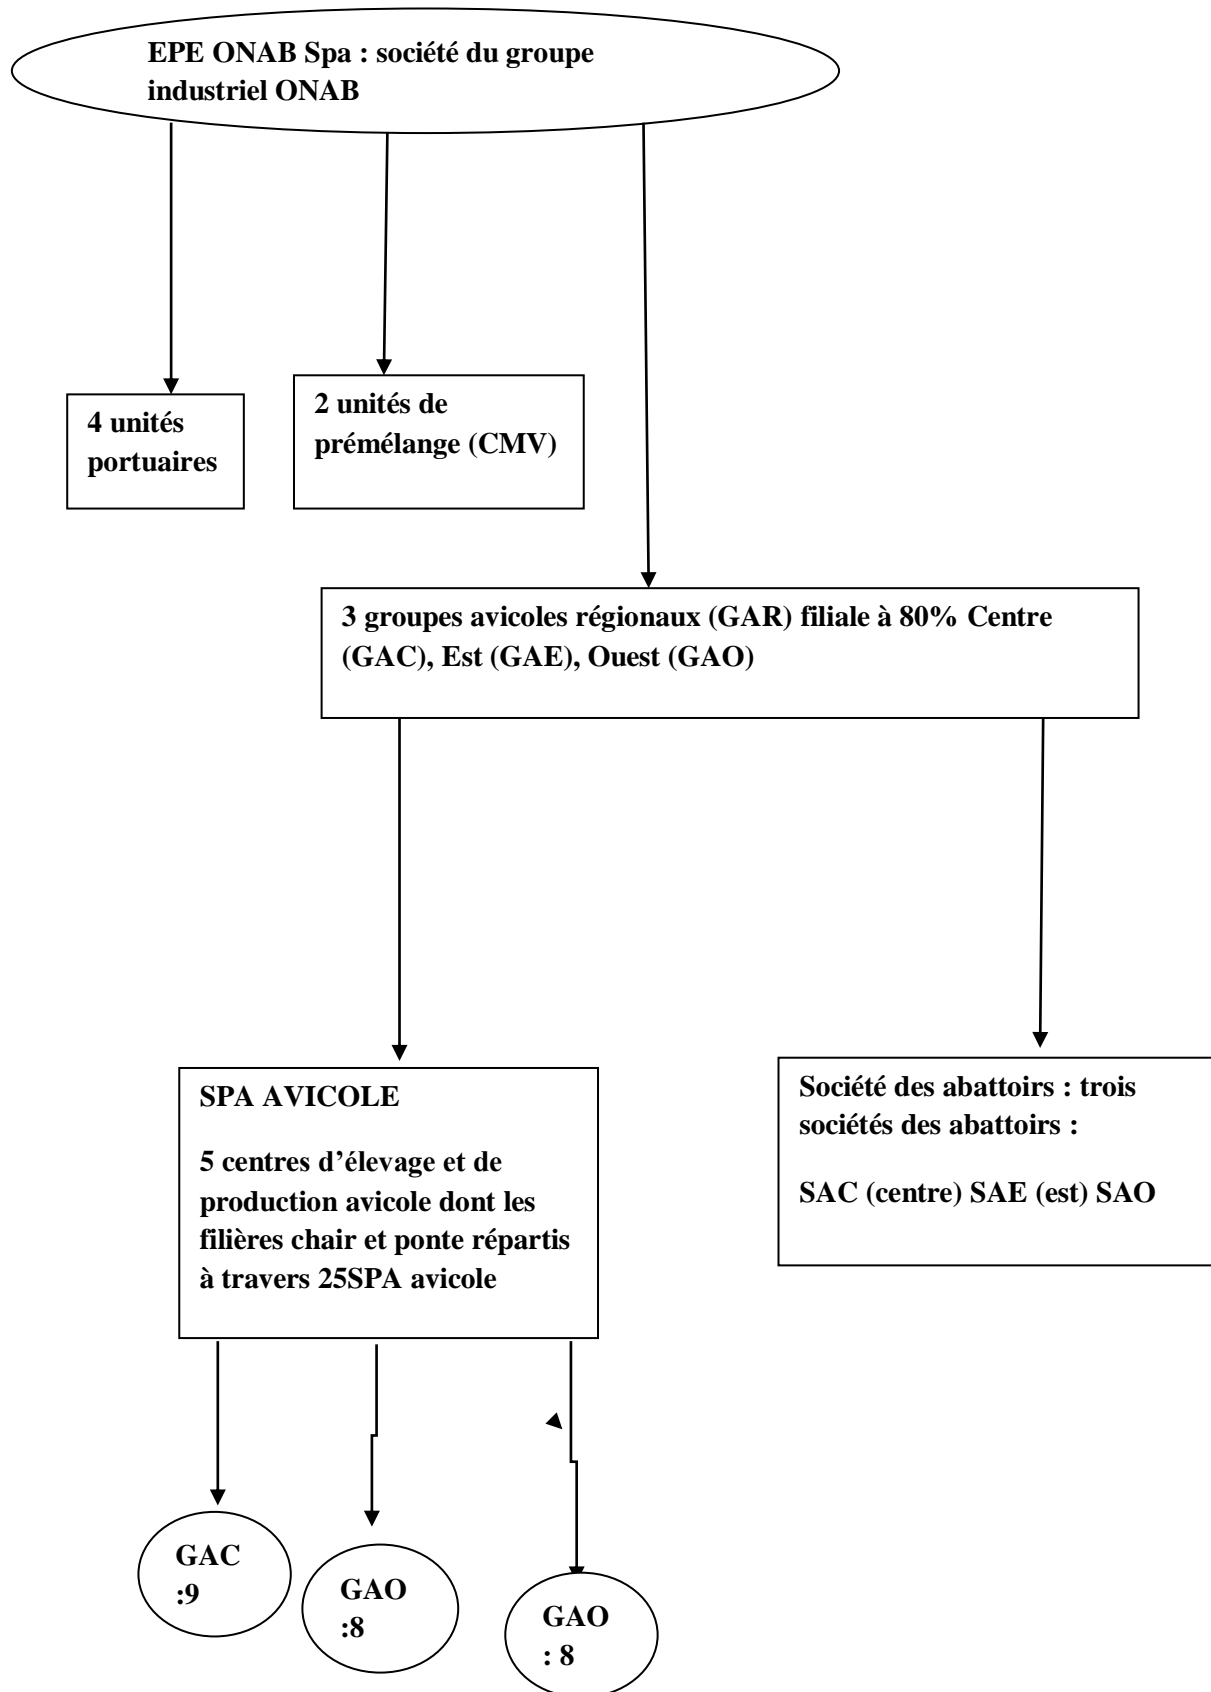 EPE ONAB Spa : société du groupe
industriel ONAB
4 unités
portuaires
2 unités de
prémélange (CMV)
3 groupes avicoles régionaux (GAR) filiale à 80% Centre
(GAC), Est (GAE), Ouest (GAO)
SPA AVICOLE
5 centres d’élevage et de
production avicole dont les
filières chair et ponte répartis
à travers 25SPA avicole
Société des abattoirs : trois
sociétés des abattoirs :
SAC (centre) SAE (est) SAO
GAC
:9
GAO
:8
GAO
: 8